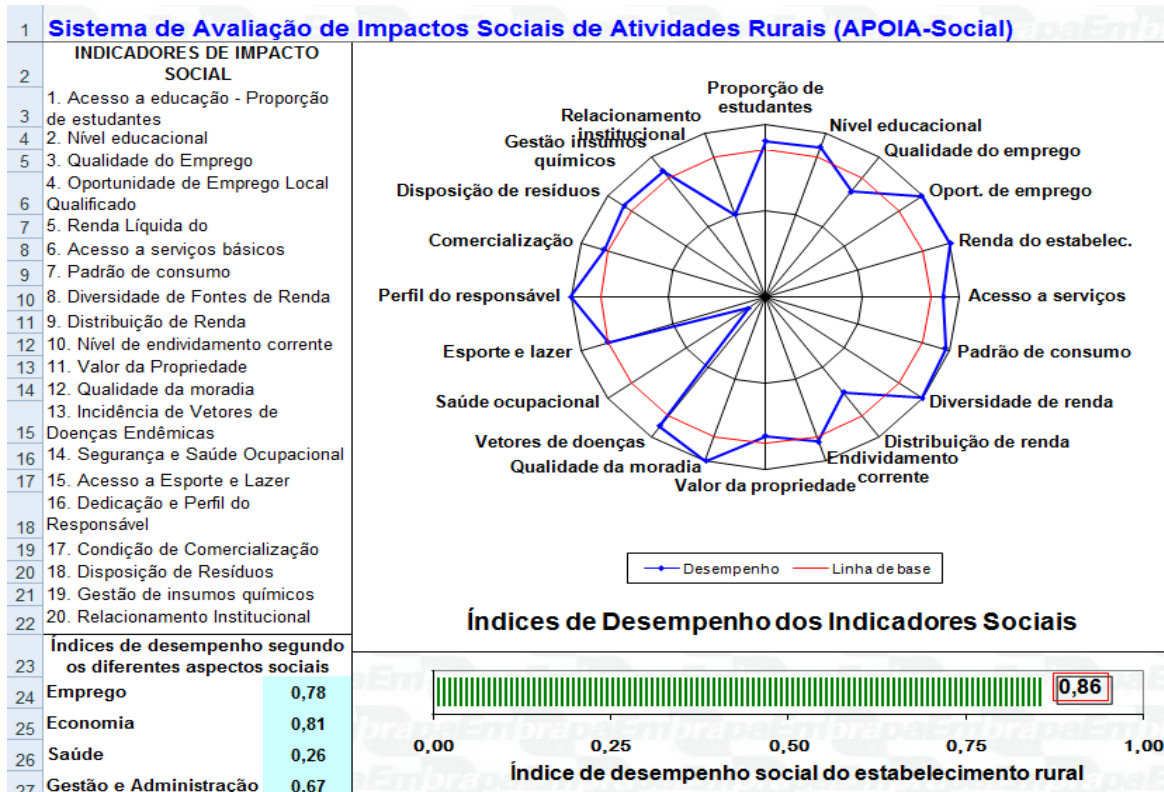 1 Sistema de Avaliação de Impactos Sociais de Atividades Rurais (APOIA-Social)
INDICADORES DE IMPACTO
2 SOCIAL
1. Acesso a educação - Proporção
3 de estudantes
4 2. Nível educacional
5 3. Qualidade do Emprego
4. Oportunidade de Emprego Local
6 Qualificado
7 5. Renda Líquida do
8 6. Acesso a serviços básicos
9 7. Padrão de consumo
10 8. Diversidade de Fontes de Renda
11 9. Distribuição de Renda
12 10. Nível de endividamento corrente
13 11. Valor da Propriedade
14 12. Qualidade da moradia
13. Incidência de Vetores de
15 Doenças Endêmicas
16 14. Segurança e Saúde Ocupacional
17 15. Acesso a Esporte e Lazer
16. Dedicação e Perfil do
18 Responsável
19 17. Condição de Comercialização
20 18. Disposição de Resíduos
21 19. Gestão de insumos químicos
22 20. Relacionamento Institucional
Índices de desempenho segundo
23 os diferentes aspectos sociais
24 Emprego 0,78
25 Economia 0,81
26 Saúde 0,26
27 Gestão e Administração 0,67
Proporção de
estudantes
Nível educacional
Qualidade do emprego
Oport. de emprego
Renda do estabelec.
Acesso a serviços
Padrão de consumo
Diversidade de renda
Distribuição de renda
Endividamento
corrente
Valor da propriedade
Qualidade da moradia
Vetores de doenças
Saúde ocupacional
Esporte e lazer
Perfil do responsável
Comercialização
Disposição de resíduos
Gestão insumos
químicos
Relacionamento
institucional
Desempenho Linha de base
Índices de Desempenho dos Indicadores Sociais
0,86
0,00 0,25 0,50 0,75 1,00
Índice de desempenho social do estabelecimento rural